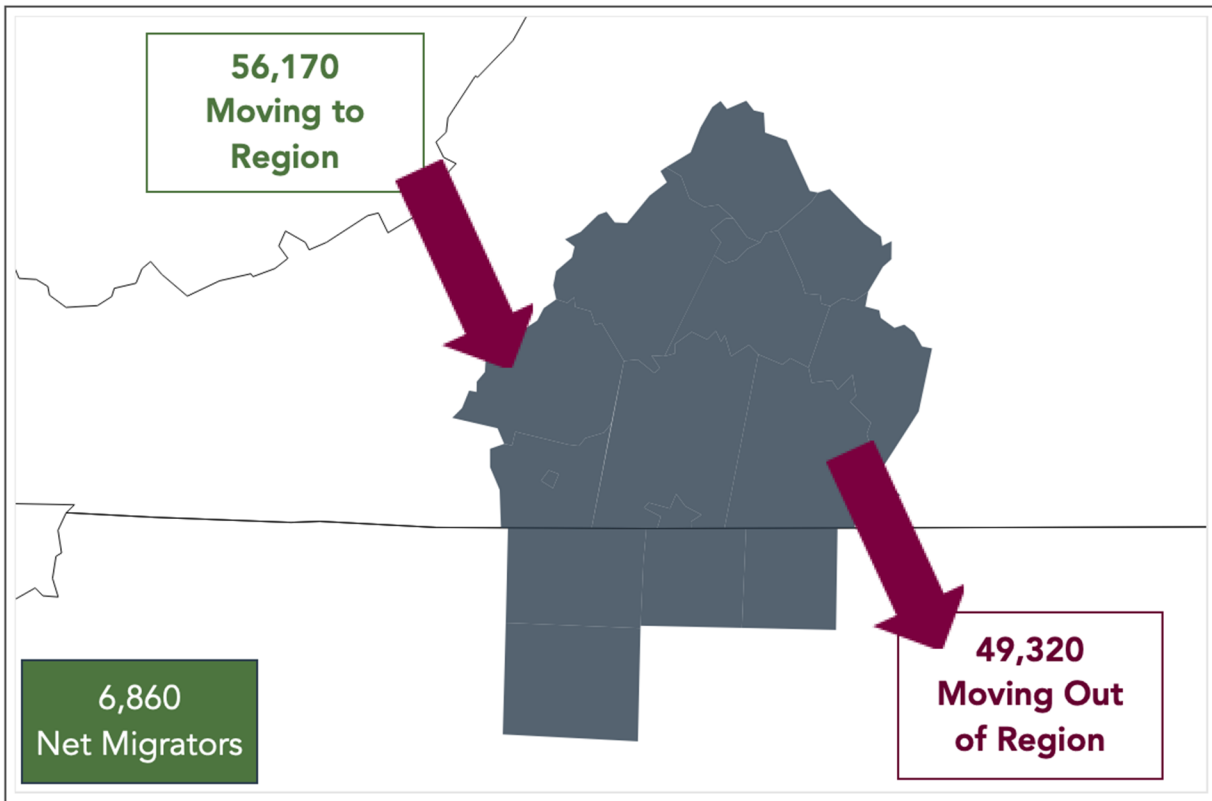 56,170
Moving to
Region
49,320
Moving Out
of Region
6,860
Net Migrators